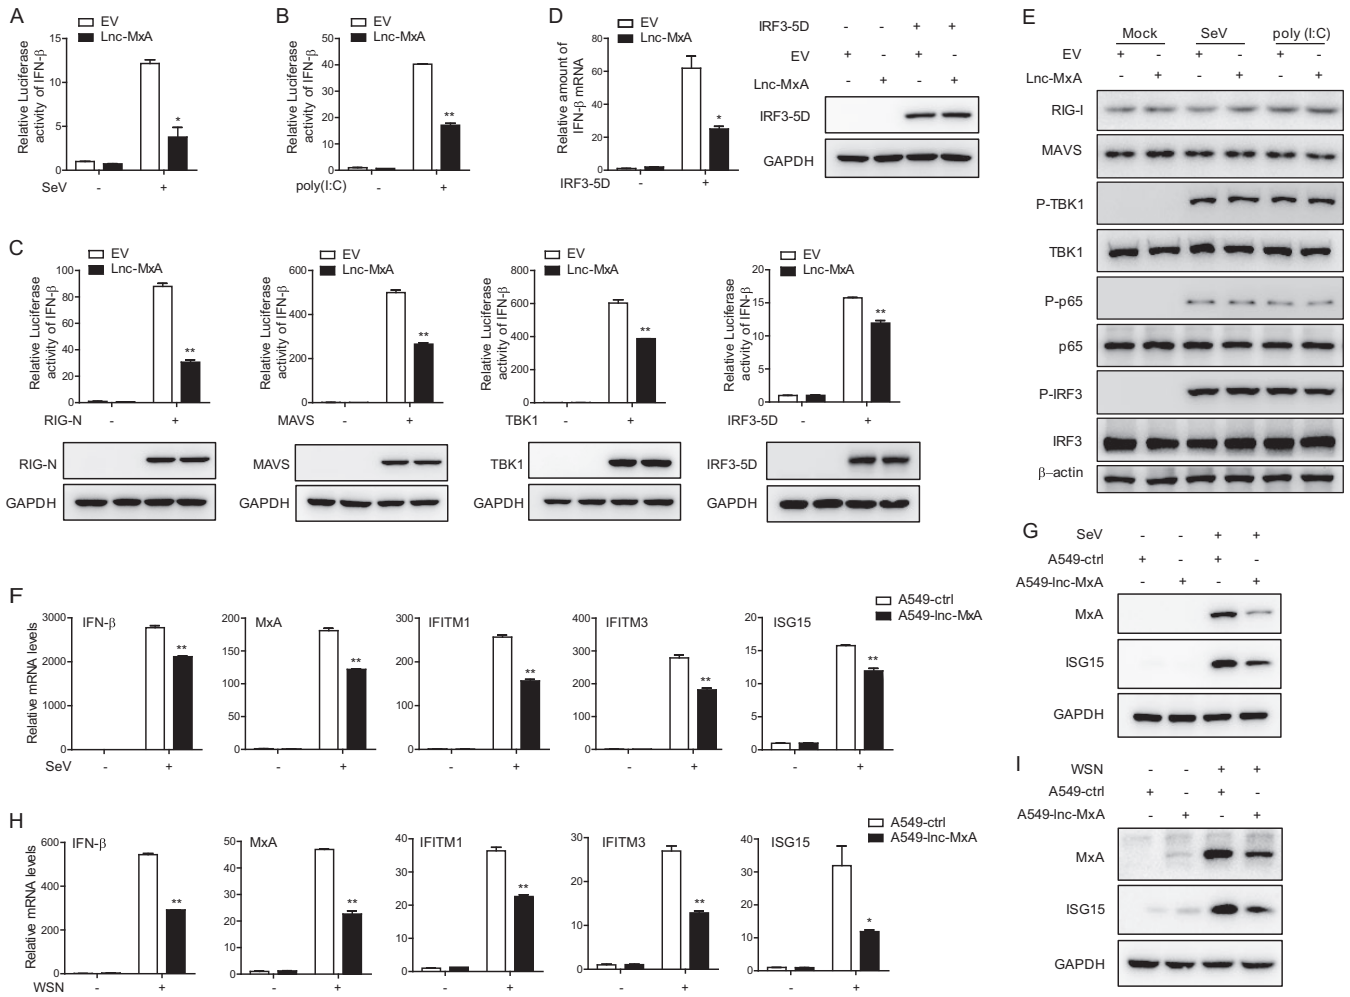 A
EV
Lnc-MxA
Relative Luciferase
activity of IFN-β
15
10
5
0
SeV - +
B
EV
Lnc-MxA
Relative Luciferase
activity of IFN-β
50
40
30
20
10
0
poly(I:C) - +
*
**
D
EV
Lnc-MxA
Relative amount of
IFN-β mRNA
80
60
40
20
0
*
IRF3-5D - +
IRF3-5D - - + +
EV + - + -
Lnc-MxA - + - +
IRF3-5D
GAPDH
E
Mock SeV poly (I:C)
EV + - + - + -
Lnc-MxA - + - + - +
RIG-I
MAVS
P-TBK1
TBK1
P-p65
p65
P-IRF3
IRF3
β-actin
C
EV
Lnc-MxA
Relative Luciferase
activity of IFN-β
100
80
60
40
20
0
**
RIG-N - +
RIG-N
GAPDH
EV
Lnc-MxA
Relative Luciferase
activity of IFN-β
600
400
200
0
**
MAVS - +
MAVS
GAPDH
EV
Lnc-MxA
Relative Luciferase
activity of IFN-β
800
600
400
200
0
**
TBK1 - +
TBK1
GAPDH
EV
Lnc-MxA
Relative Luciferase
activity of IFN-β
20
15
10
5
0
**
IRF3-5D - +
IRF3-5D
GAPDH
F
A549-ctrl
A549-lnc-MxA
Relative mRNA levels
IFN-β
3000
2000
1000
0
**
SeV - +
MxA
200
150
100
50
0
**
- +
IFITM1
300
200
100
0
**
- +
IFITM3
400
300
200
100
0
**
- +
ISG15
20
15
10
5
0
**
- +
G
SeV - - + +
A549-ctrl + - + -
A549-lnc-MxA - + - +
MxA
ISG15
GAPDH
H
A549-ctrl
A549-lnc-MxA
Relative mRNA levels
IFN-β
600
400
200
0
**
WSN - +
MxA
50
40
30
20
10
0
**
- +
IFITM1
40
30
20
10
0
**
- +
IFITM3
30
20
10
0
**
- +
ISG15
40
30
20
10
0
*
- +
I
WSN - - + +
A549-ctrl + - + -
A549-lnc-MxA - + - +
MxA
ISG15
GAPDH